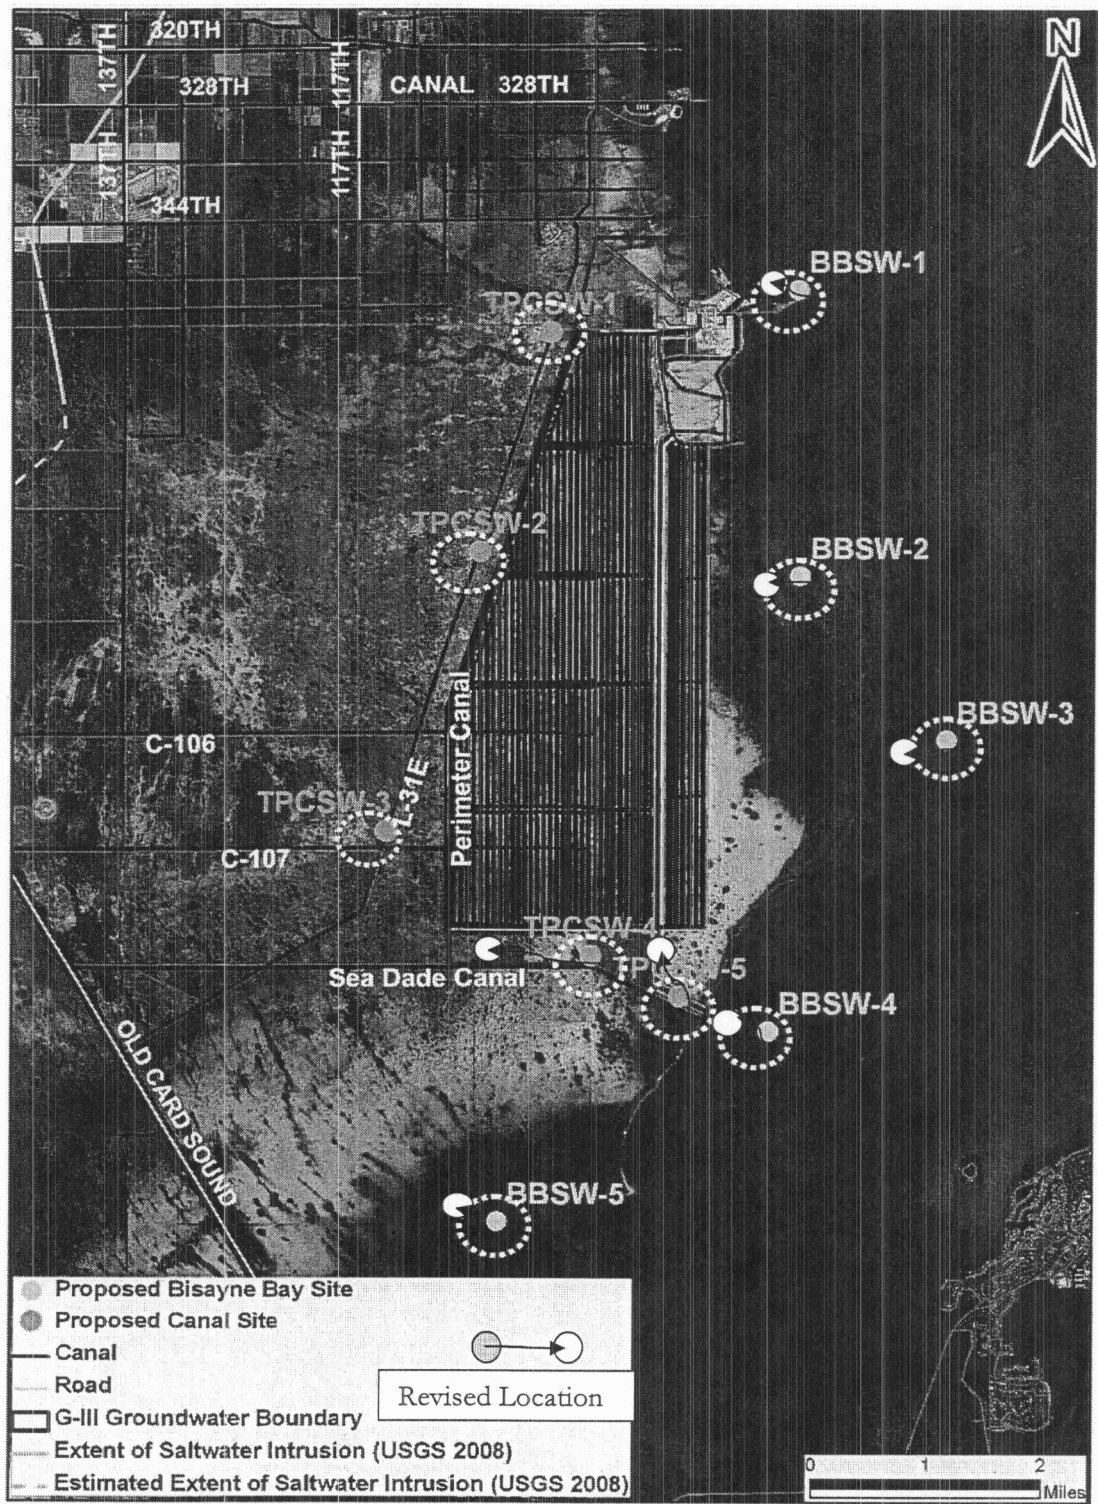 320TH
N
137TH
117TH
328TH
CANAL 328TH
137TH
117TH
344TH
BBSW-1
TPCSW-1
TPCSW-2
BBSW-2
BBSW-3
Perimeter Canal
C-106
L-31E
TPCSW-3
C-107
TPCSW-4
Sea Dade Canal
BBSW-4
OLD CARD SOUND
BBSW-5
Proposed Bisayne Bay Site
Proposed Canal Site
Canal
Road
Revised Location
G-III Groundwater Boundary
Extent of Saltwater Intrusion (USGS 2008)
Estimated Extent of Saltwater Intrusion (USGS 2008)
0 1 2
Miles